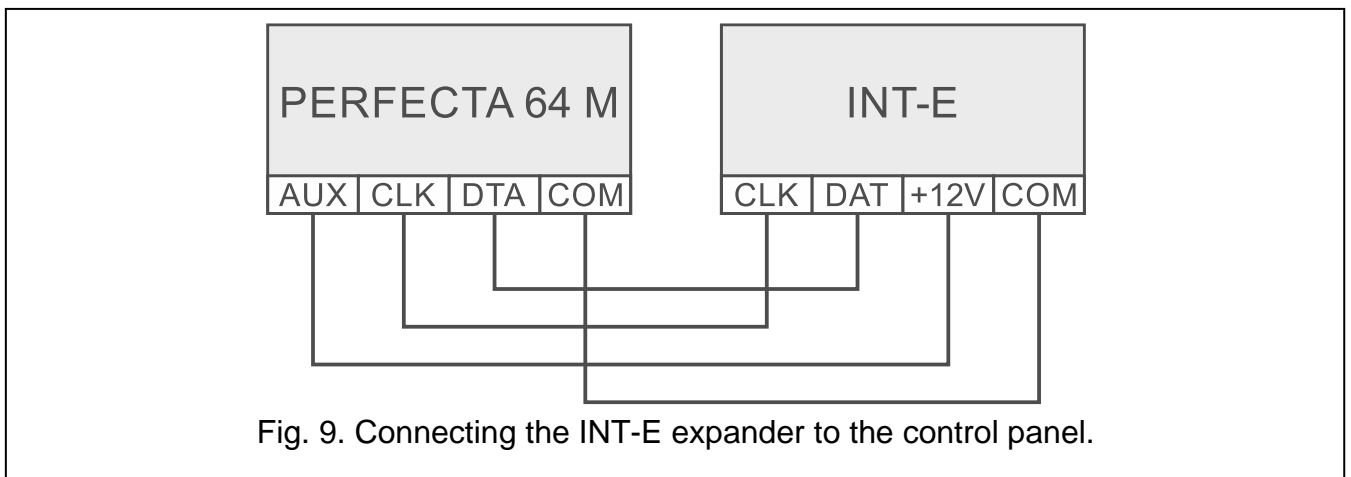 PERFECTA 64 M
INT-E
AUX CLK DTA COM
CLK DAT +12V COM
Fig. 9. Connecting the INT-E expander to the control panel.